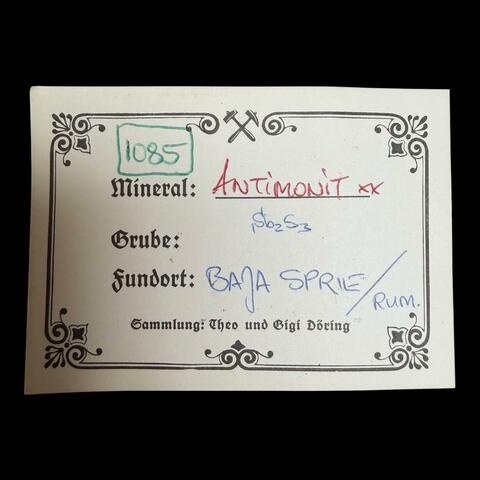 1085
Mineral: ANTIMONIT xx
Sb2S3
Grube:
Fundort: BAJA SPRIE/RUM.
Sammlung: Theo und Gigi Döring